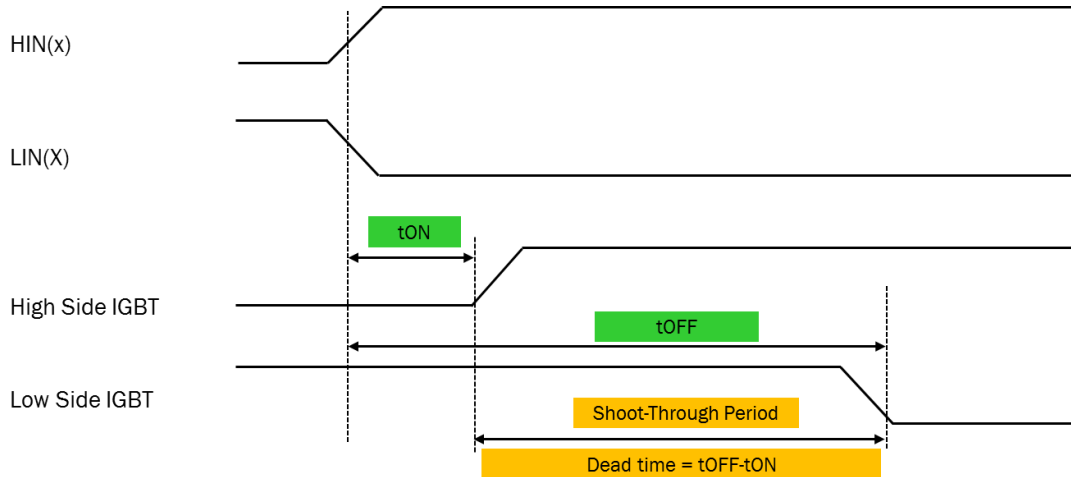 HIN(x)
LIN(X)
tON
High Side IGBT
tOFF
Low Side IGBT
Shoot-Through Period
Dead time = tOFF-tON